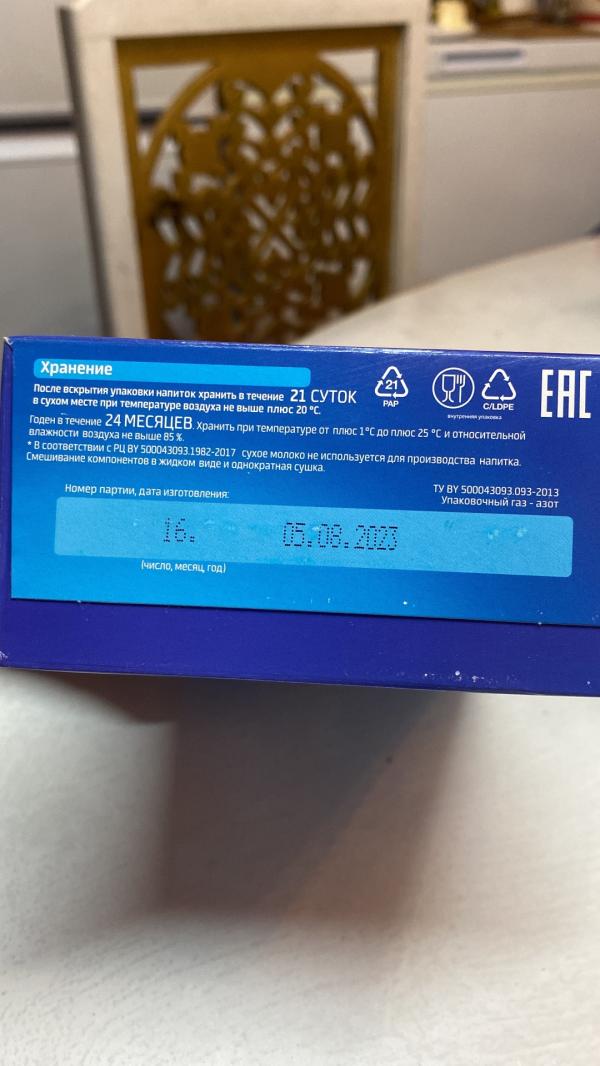 Хранение
После вскрытия упаковки напиток хранить в течение 21 СУТОК
в сухом месте при температуре воздуха не выше плюс 20 °С.
21
PAP
внутренняя упаковка
C/LDPE
EAC
Годен в течение 24 МЕСЯЦЕВ. Хранить при температуре от плюс 1°С до плюс 25 °С и относительной
влажности воздуха не выше 85 %.
* В соответствии с РЦ BY 500043093.1982-2017 сухое молоко не используется для производства напитка.
Смешивание компонентов в жидком виде и однократная сушка.
Номер партии, дата изготовления:
ТУ BY 500043093.093-2013
Упаковочный газ - азот
16. 05.08.2023
(число, месяц, год)